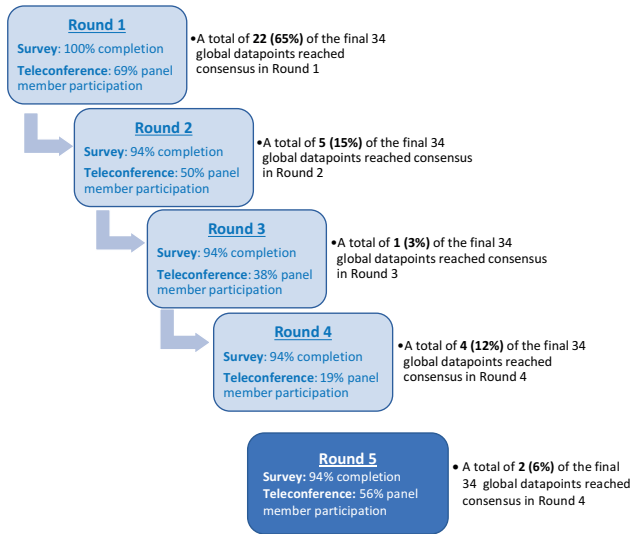 Round 1
Survey: 100% completion
Teleconference: 69% panel
member participation
•A total of 22 (65%) of the final 34
global datapoints reached
consensus in Round 1
Round 2
Survey: 94% completion
Teleconference: 50% panel
member participation
•A total of 5 (15%) of the final 34
global datapoints reached consensus
in Round 2
Round 3
Survey: 94% completion
Teleconference: 38% panel
member participation
•A total of 1 (3%) of the final 34
global datapoints reached consensus
in Round 3
Round 4
Survey: 94% completion
Teleconference: 19% panel
member participation
•A total of 4 (12%) of the final 34
global datapoints reached
consensus in Round 4
Round 5
Survey: 94% completion
Teleconference: 56% panel
member participation
• A total of 2 (6%) of the final
34 global datapoints reached
consensus in Round 4